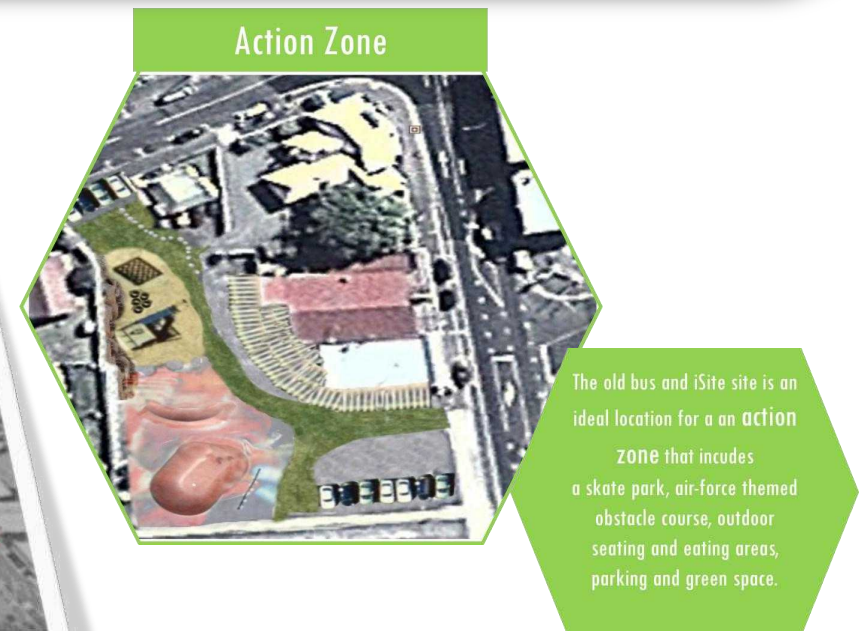 Action Zone
The old bus and iSite site is an
ideal location for a an action
zone that incudes
a skate park, air-force themed
obstacle course, outdoor
seating and eating areas,
parking and green space.